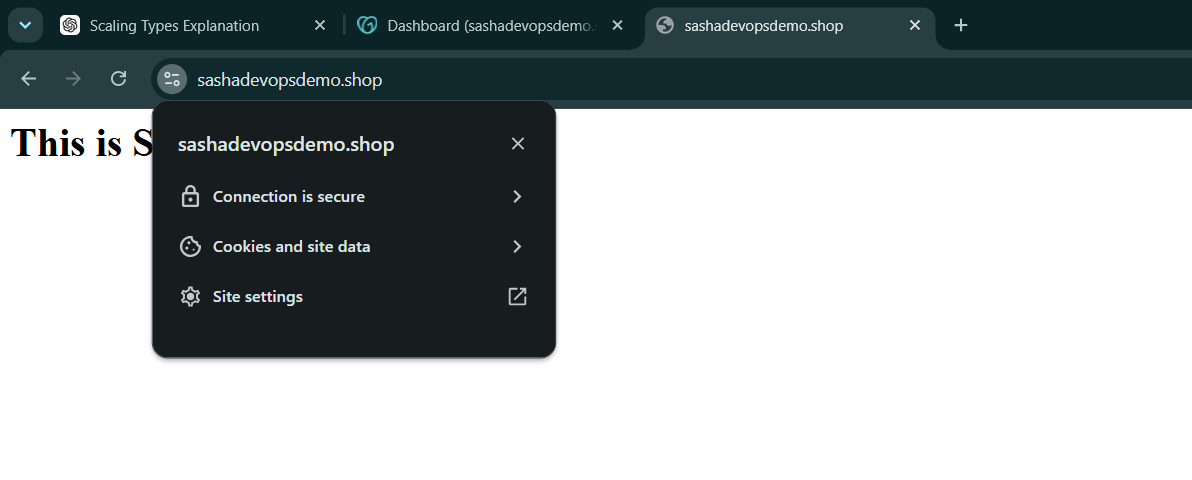 Scaling Types Explanation
Dashboard (sashadevopsdemo.
sashadevopsdemo.shop
sashadevopsdemo.shop
This is S
sashadevopsdemo.shop
Connection is secure
Cookies and site data
Site settings